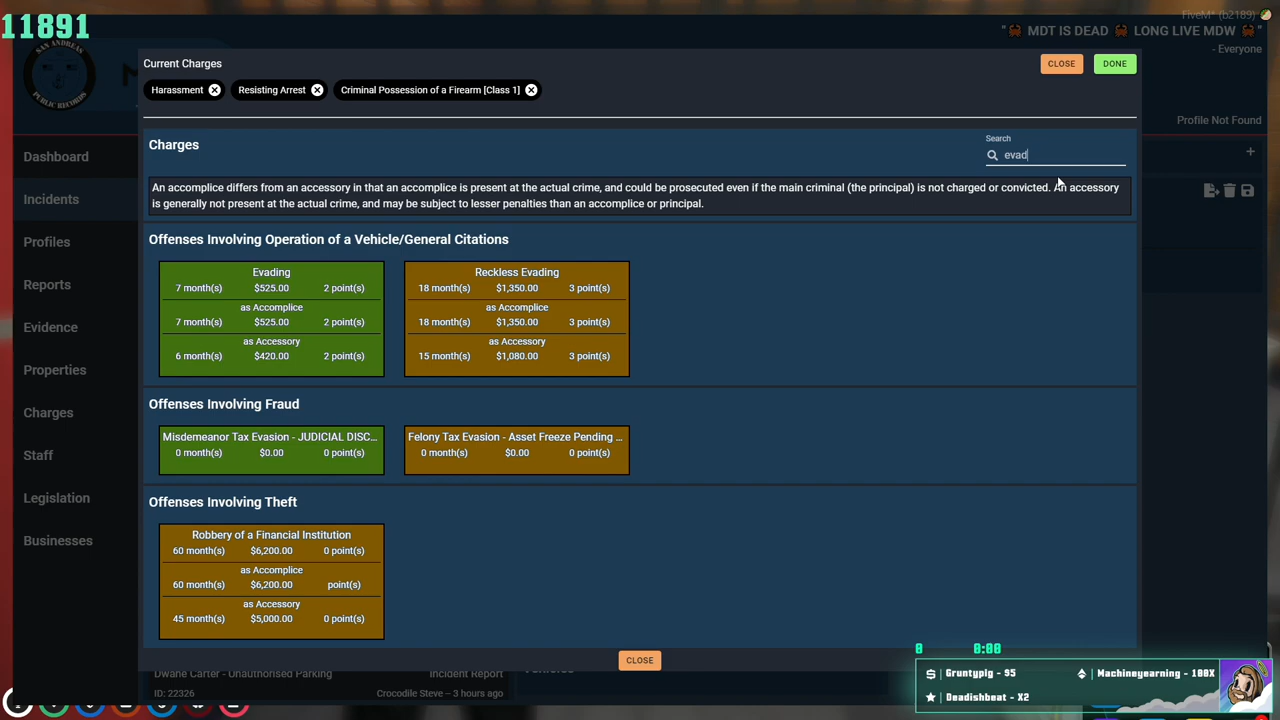 11891
FiveM® (b2189)
" MDT IS DEAD LONG LIVE MDW "
- Everyone
SAN ANDREAS
PUBLIC RECORDS
Current Charges
CLOSE
DONE
Harassment
Resisting Arrest
Criminal Possession of a Firearm [Class 1]
Profile Not Found
Dashboard
Incidents
Profiles
Reports
Evidence
Properties
Charges
Staff
Legislation
Businesses
Charges
Search
evad
An accomplice differs from an accessory in that an accomplice is present at the actual crime, and could be prosecuted even if the main criminal (the principal) is not charged or convicted. An accessory
is generally not present at the actual crime, and may be subject to lesser penalties than an accomplice or principal.
Offenses Involving Operation of a Vehicle/General Citations
Evading
7 month(s) $525.00 2 point(s)
as Accomplice
7 month(s) $525.00 2 point(s)
as Accessory
6 month(s) $420.00 2 point(s)
Reckless Evading
18 month(s) $1,350.00 3 point(s)
as Accomplice
18 month(s) $1,350.00 3 point(s)
as Accessory
15 month(s) $1,080.00 3 point(s)
Offenses Involving Fraud
Misdemeanor Tax Evasion - JUDICIAL DISC...
0 month(s) $0.00 0 point(s)
Felony Tax Evasion - Asset Freeze Pending ...
0 month(s) $0.00 0 point(s)
Offenses Involving Theft
Robbery of a Financial Institution
60 month(s) $6,200.00 0 point(s)
as Accomplice
60 month(s) $6,200.00 point(s)
as Accessory
45 month(s) $5,000.00 0 point(s)
CLOSE
Dwane Carter - Unauthorised Parking
Incident Report
ID: 22326
Crocodile Steve – 3 hours ago
0 0:00
Gruntypig - 95
Machineyearning - 100X
Deadishbeat - X2